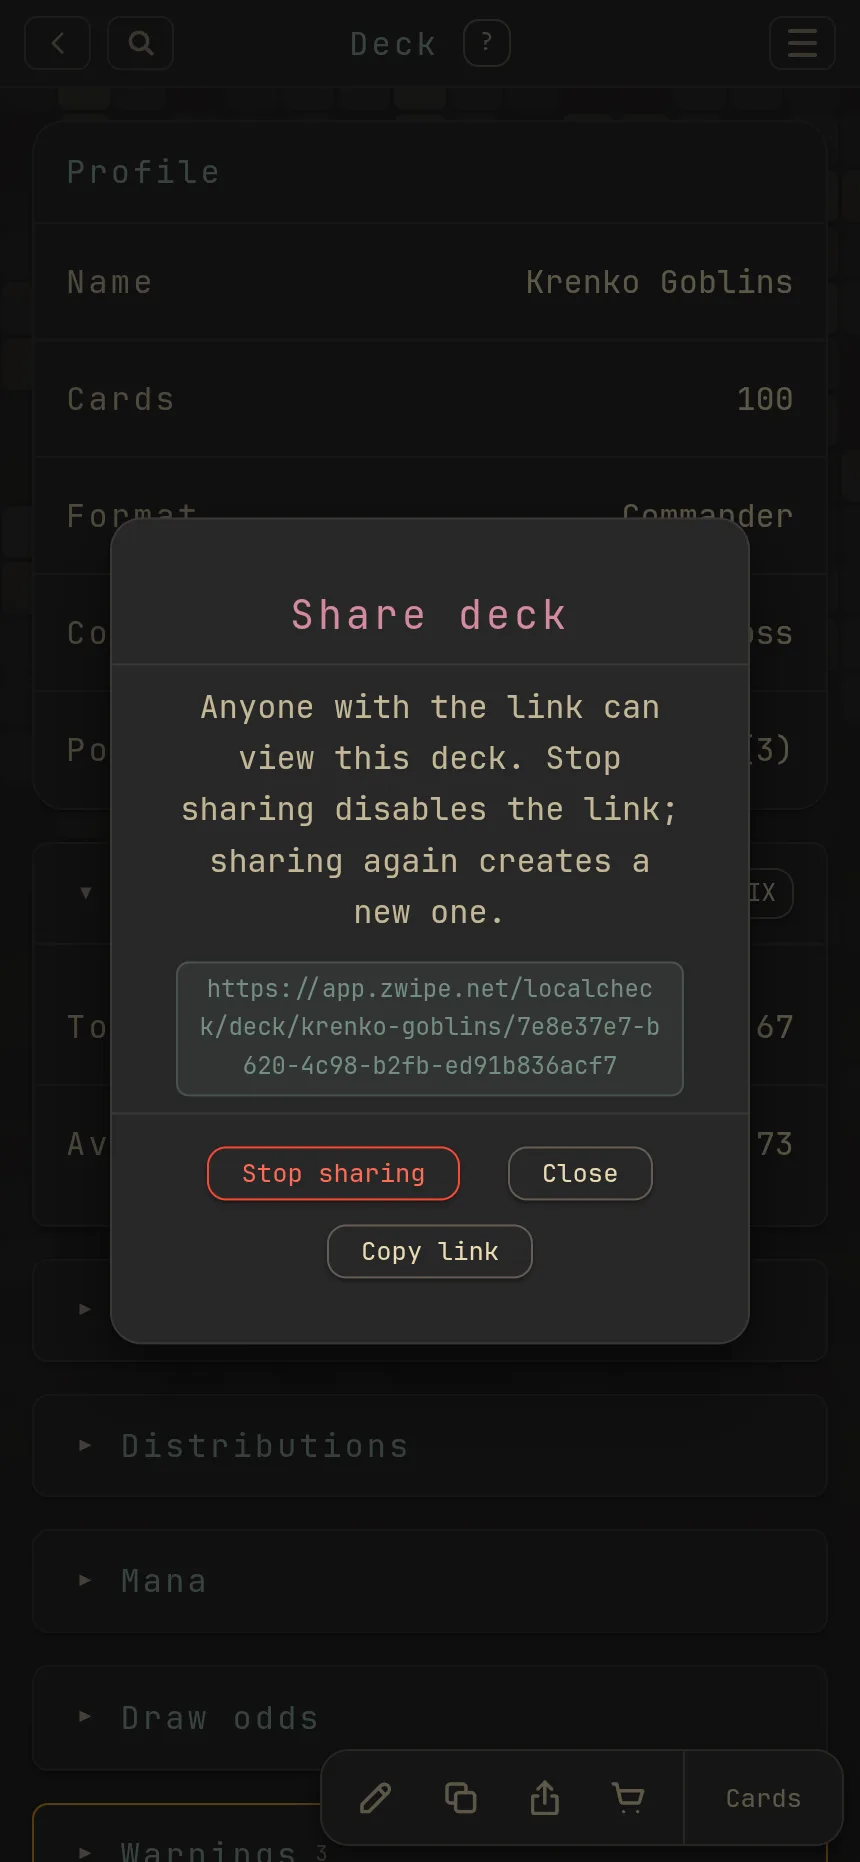 Deck ?
Profile
Name Krenko Goblins
Cards 100
Format Commander
Share deck
Anyone with the link can
view this deck. Stop
sharing disables the link;
sharing again creates a
new one.
https://app.zwipe.net/localchec
k/deck/krenko-goblins/7e8e37e7-b
620-4c98-b2fb-ed91b836acf7
Stop sharing Close
Copy link
Distributions
Mana
Draw odds
Cards
Warnings 3